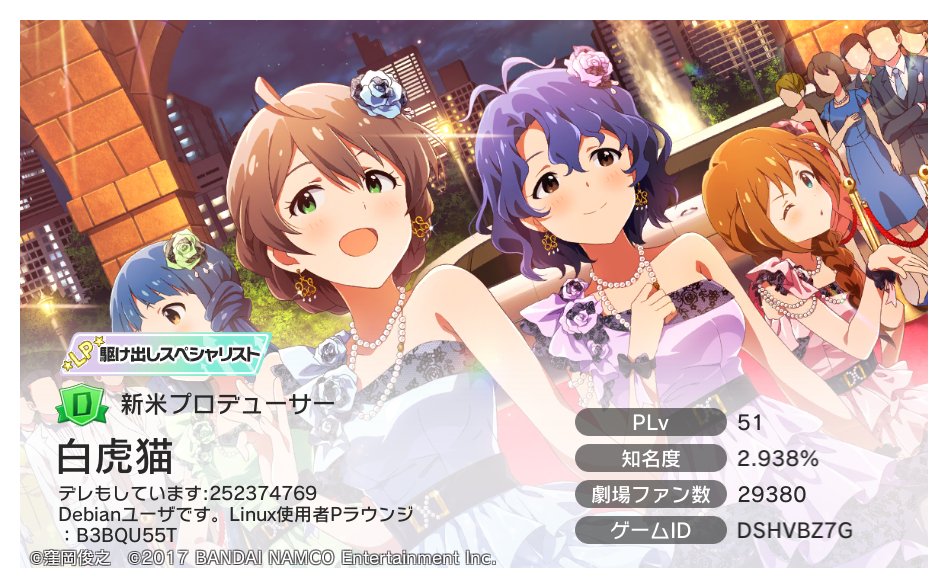 LP 駆け出しスペシャリスト
D 新米プロデューサー
白虎猫
デレもしています:252374769
Debianユーザです。Linux使用者Pラウンジ
：B3BQU55T
PLv 51
知名度 2.938%
劇場ファン数 29380
ゲームID DSHVBZ7G
©窪岡俊之 ©2017 BANDAI NAMCO Entertainment Inc.